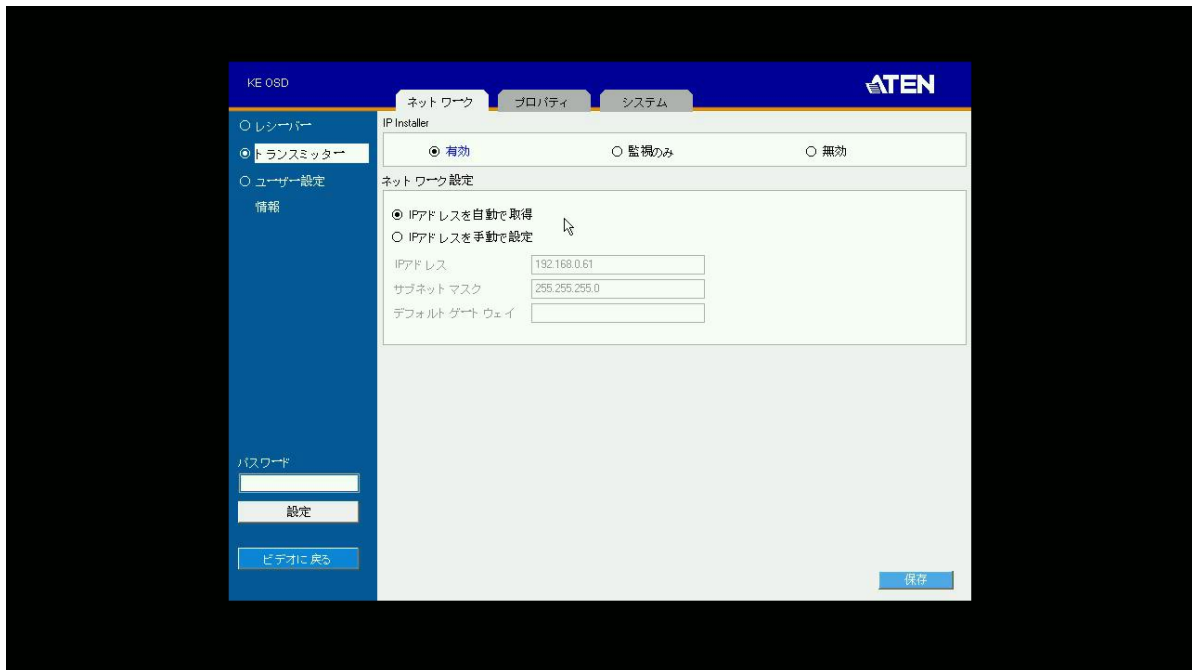 KE OSD
ATEN
ネットワーク
プロパティ
システム
レシーバー
トランスミッター
ユーザー設定
情報
IP Installer
有効
監視のみ
無効
ネットワーク設定
IPアドレスを自動で取得
IPアドレスを手動で設定
IPアドレス 192.168.0.61
サブネットマスク 255.255.255.0
デフォルトゲートウェイ
パスワード
設定
ビデオに戻る
保存